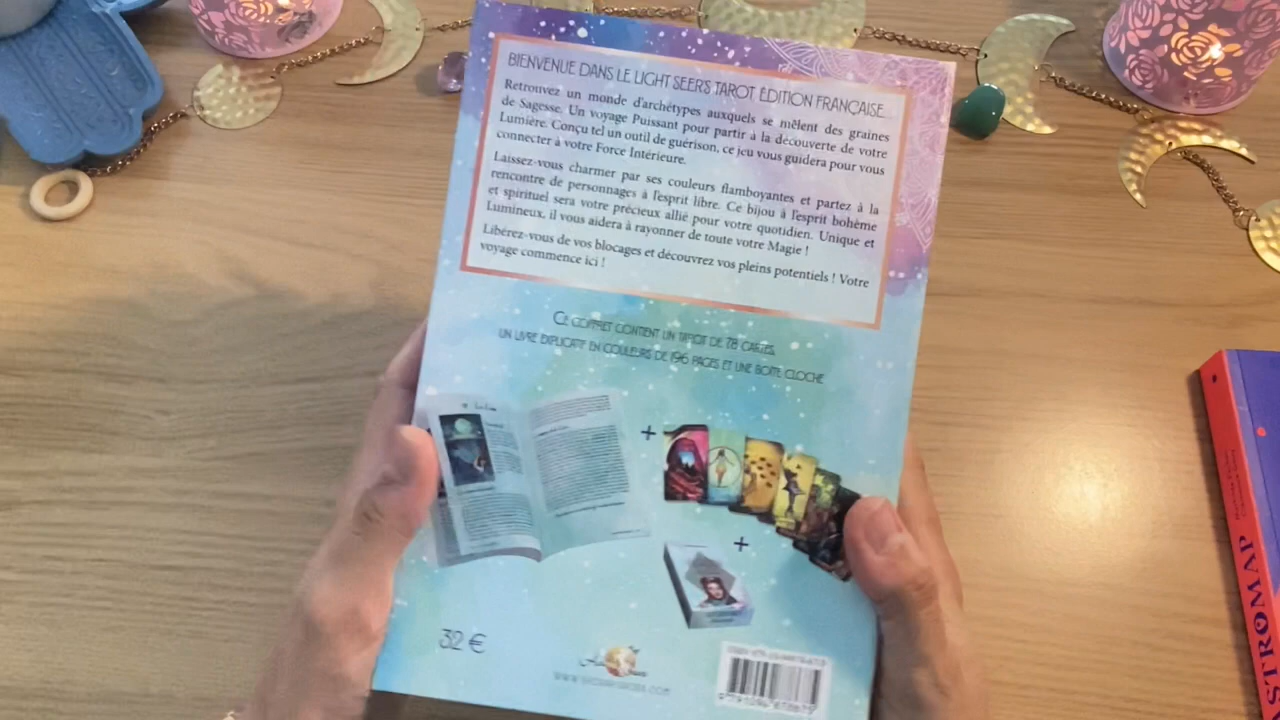 BIENVENUE DANS LE LIGHT SEER'S TAROT ÉDITION FRANÇAISE...
Retrouvez un monde d'archétypes auxquels se mêlent des graines
de Sagesse. Un voyage Puissant pour partir à la découverte de votre
Lumière. Conçu tel un outil de guérison, ce jeu vous guidera pour vous
connecter à votre Force Intérieure.
Laissez-vous charmer par ses couleurs flamboyantes et partez à la
rencontre de personnages à l'esprit libre. Ce bijou à l'esprit bohème
et spirituel sera votre précieux allié pour votre quotidien. Unique et
Lumineux, il vous aidera à rayonner de toute votre Magie !
Libérez-vous de vos blocages et découvrez vos pleins potentiels ! Votre
voyage commence ici !
CE COFFRET CONTIENT UN TAROT DE 78 CARTES,
UN LIVRE EXPLICATIF EN COULEURS DE 196 PAGES ET UNE BOÎTE CLOCHE
+
+
32 €
STROMAP